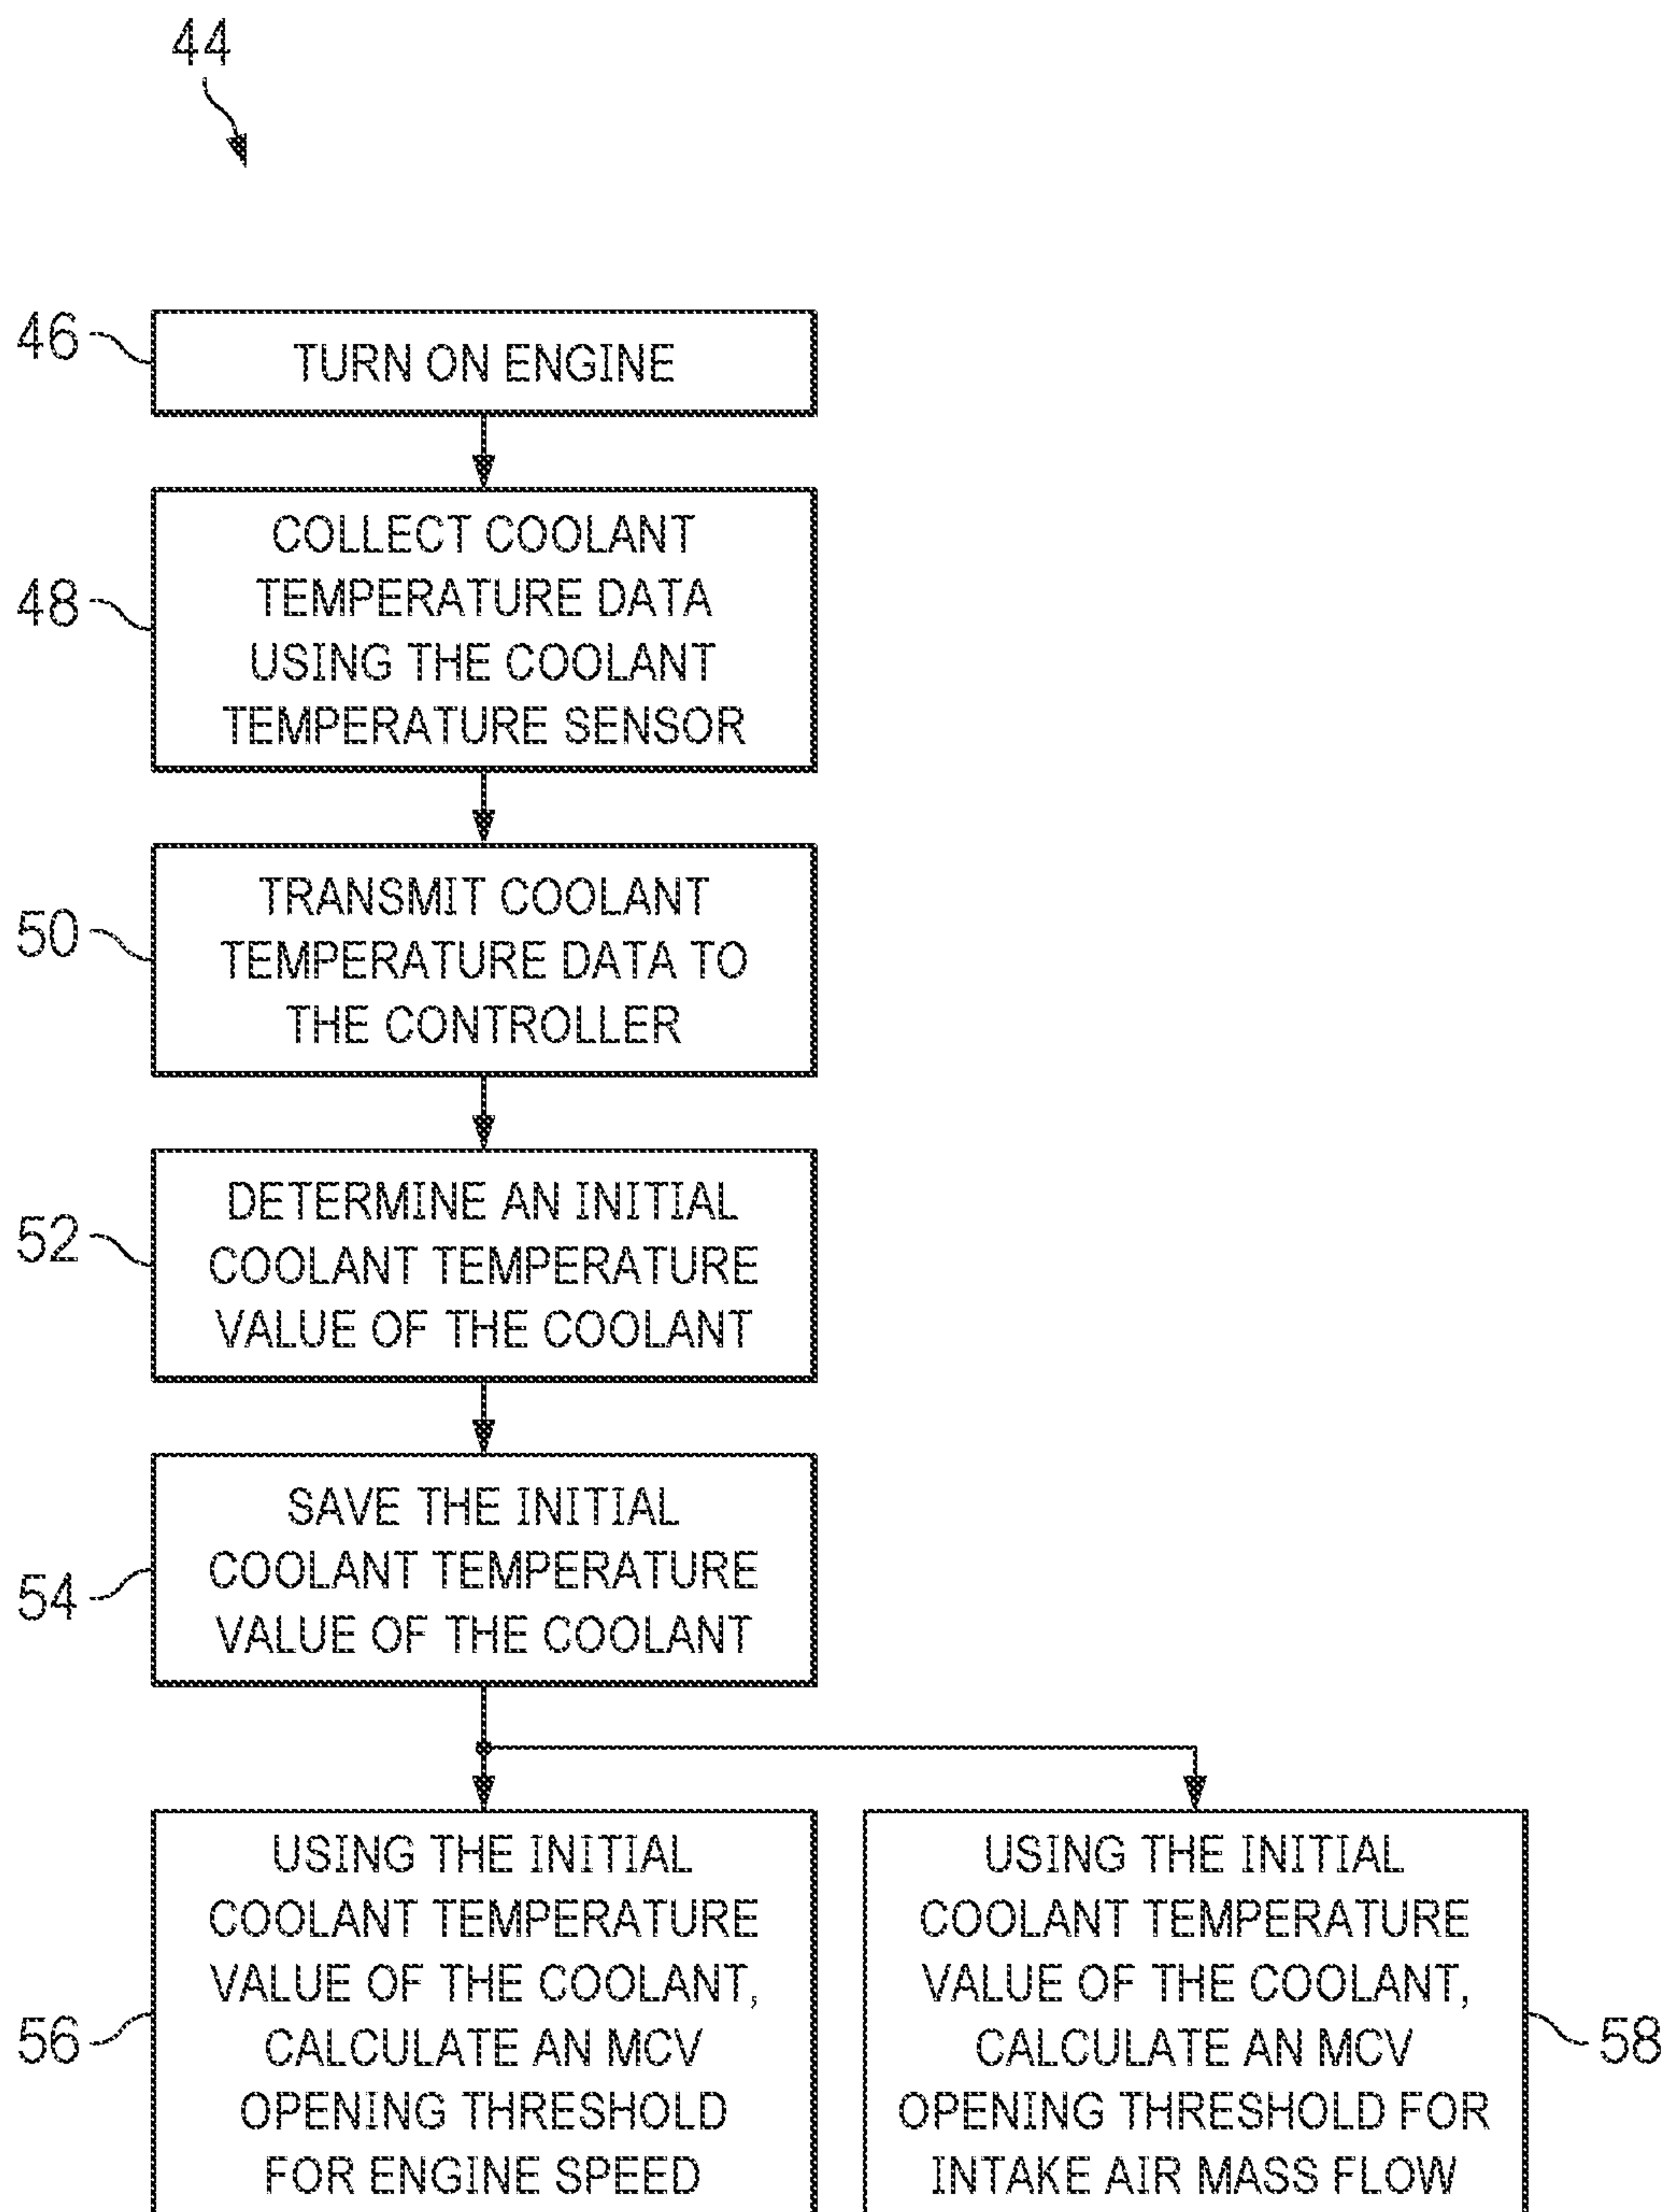 44
46
TURN ON ENGINE
48
COLLECT COOLANT
TEMPERATURE DATA
USING THE COOLANT
TEMPERATURE SENSOR
50
TRANSMIT COOLANT
TEMPERATURE DATA TO
THE CONTROLLER
52
DETERMINE AN INITIAL
COOLANT TEMPERATURE
VALUE OF THE COOLANT
54
SAVE THE INITIAL
COOLANT TEMPERATURE
VALUE OF THE COOLANT
56
USING THE INITIAL
COOLANT TEMPERATURE
VALUE OF THE COOLANT,
CALCULATE AN MCV
OPENING THRESHOLD
FOR ENGINE SPEED
USING THE INITIAL
COOLANT TEMPERATURE
VALUE OF THE COOLANT,
CALCULATE AN MCV
OPENING THRESHOLD FOR
INTAKE AIR MASS FLOW
58